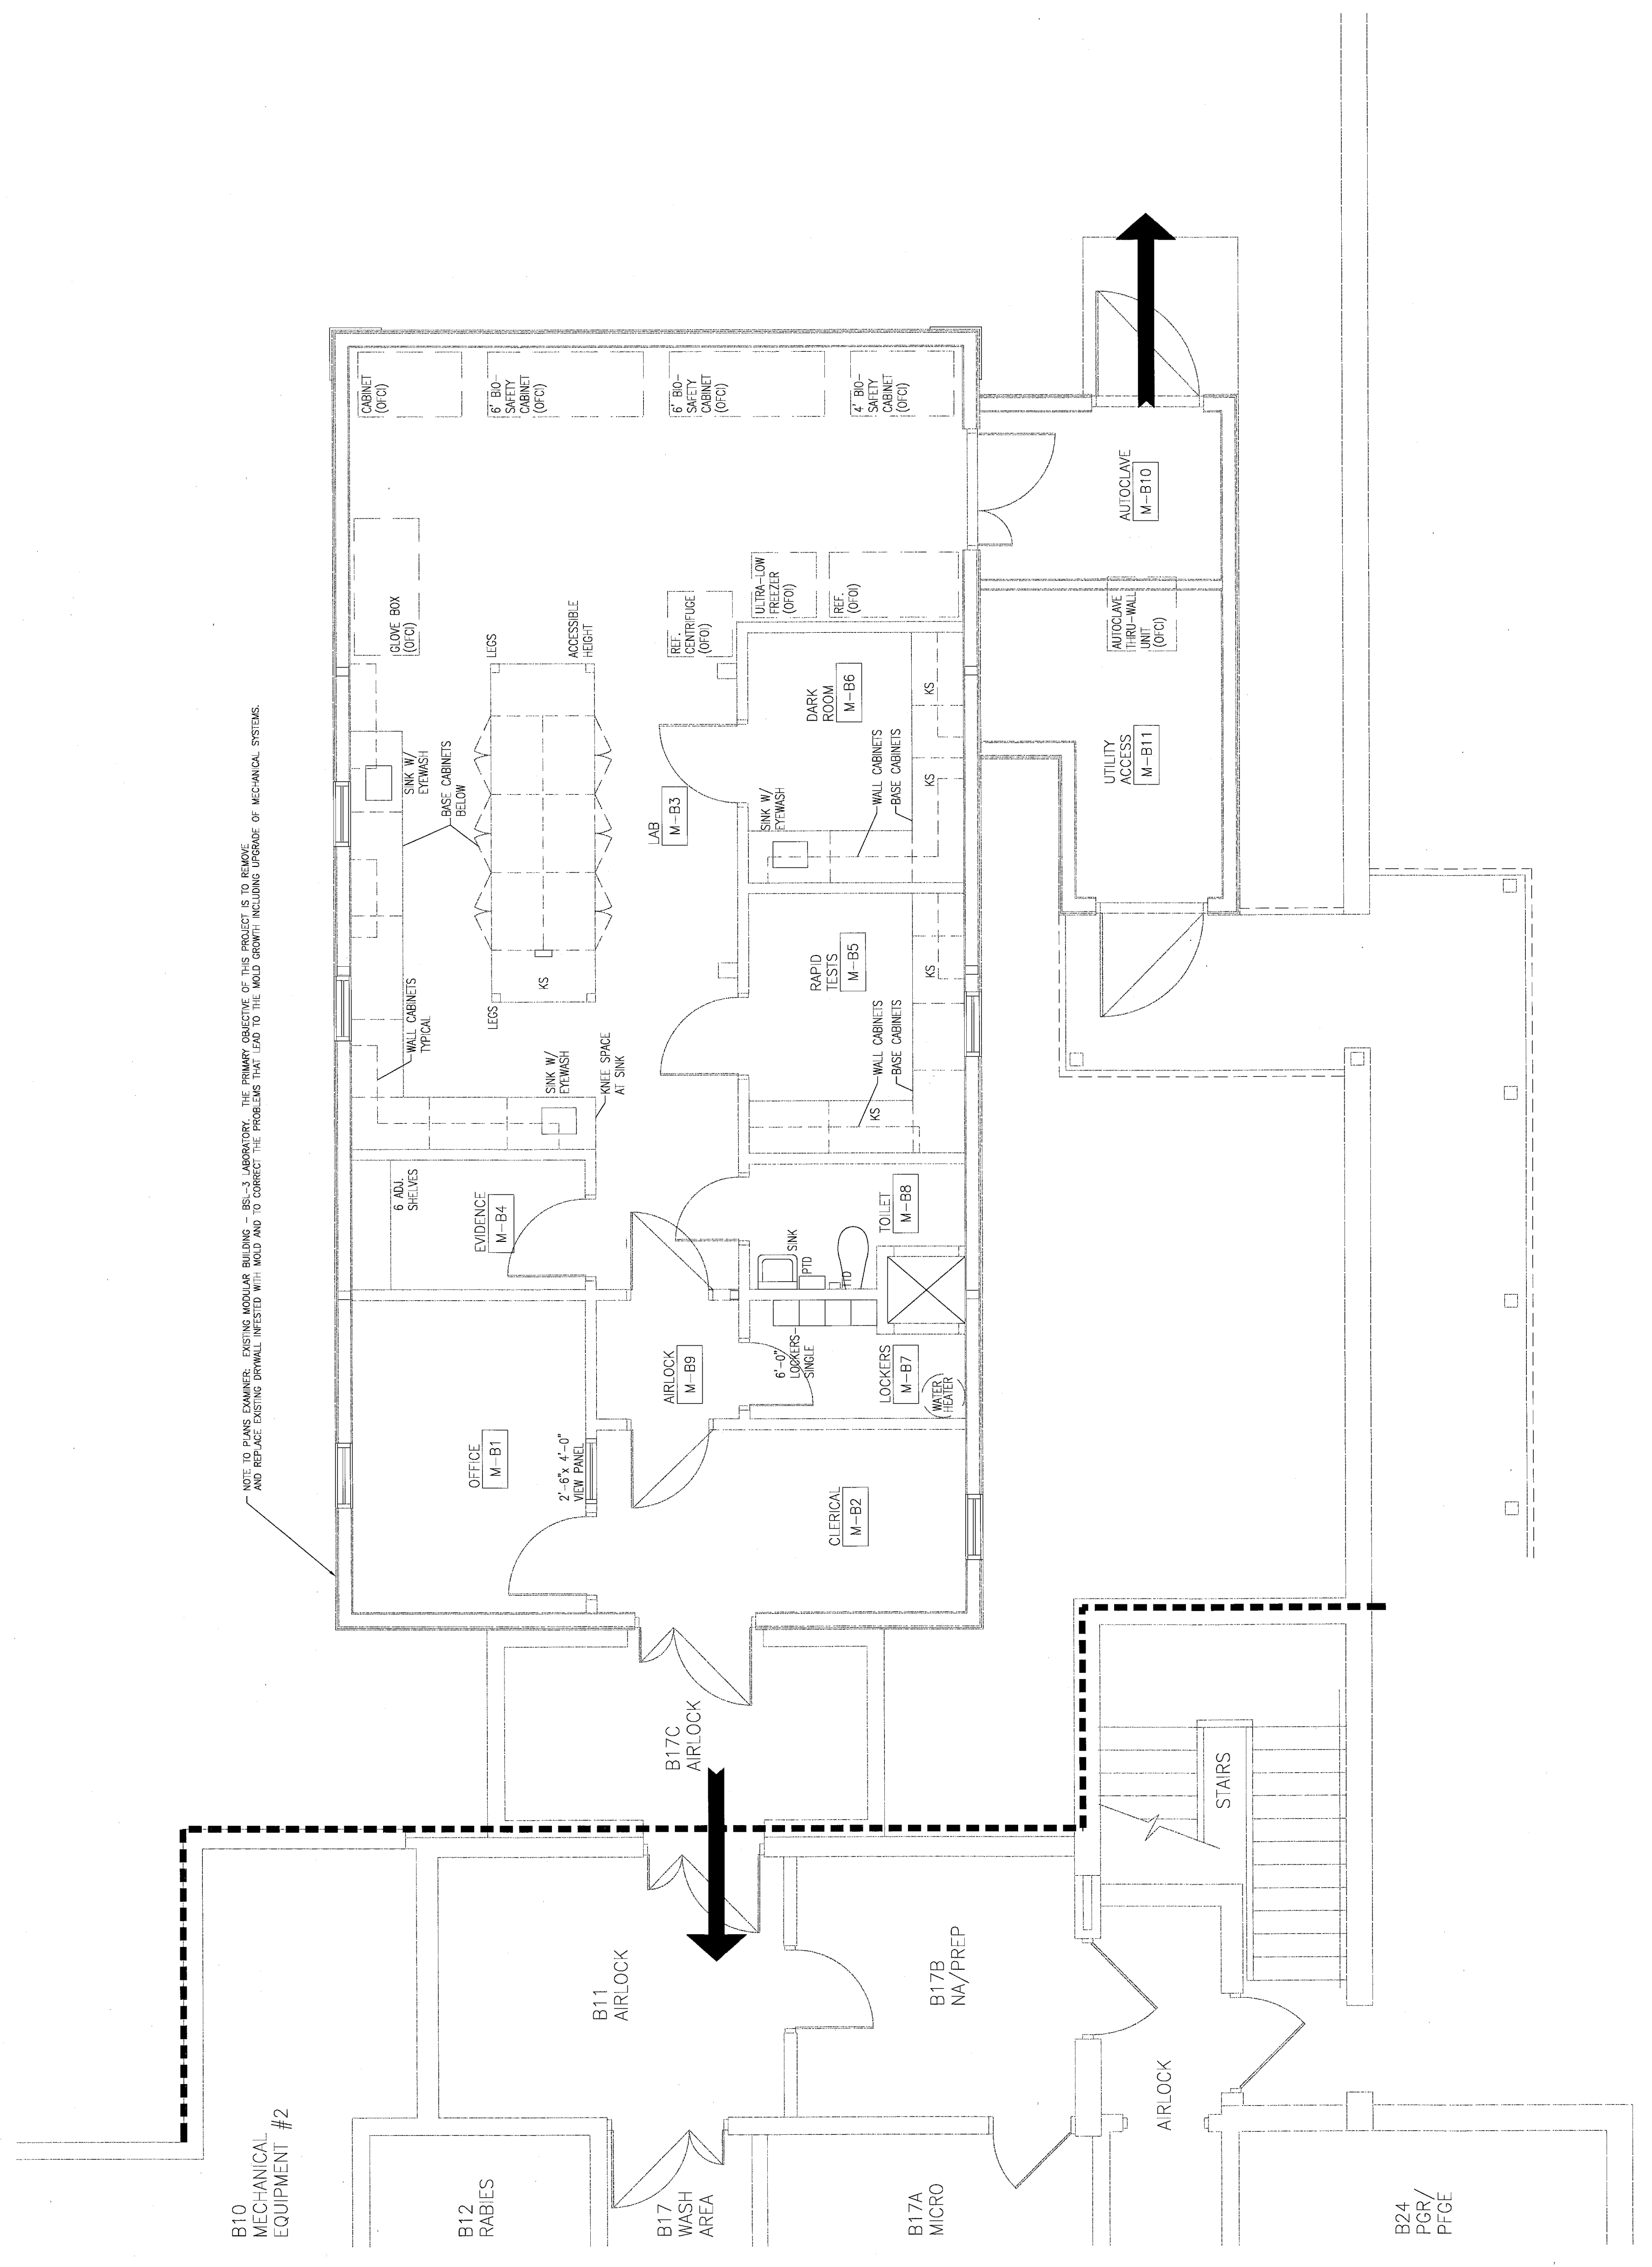 NOTE TO PLANS EXAMINER: EXISTING MODULAR BUILDING - BSL-3 LABORATORY. THE PRIMARY OBJECTIVE OF THIS PROJECT IS TO REMOVE
AND REPLACE EXISTING DRYWALL INFESTED WITH MOLD AND TO CORRECT THE PROBLEMS THAT LEAD TO THE MOLD GROWTH INCLUDING UPGRADE OF MECHANICAL SYSTEMS.
CABINET
(OFCI)
6' BIO-
SAFETY
CABINET
(OFCI)
6' BIO-
SAFETY
CABINET
(OFCI)
4' BIO-
SAFETY
CABINET
(OFCI)
GLOVE BOX
(OFCI)
LEGS
ACCESSIBLE
HEIGHT
REF.
CENTRIFUGE
(OFOI)
ULTRA-LOW
FREEZER
(OFOI)
REF.
(OFOI)
AUTOCLAVE
M-B10
AUTOCLAVE
THRU-WALL
UNIT
(OFCI)
UTILITY
ACCESS
M-B11
SINK W/
EYEWASH
BASE CABINETS
BELOW
LAB
M-B3
DARK
ROOM
M-B6
KS
KS
SINK W/
EYEWASH
WALL CABINETS
BASE CABINETS
WALL CABINETS
TYPICAL
KS
LEGS
RAPID
TESTS
M-B5
KS
WALL CABINETS
BASE CABINETS
KS
SINK W/
EYEWASH
KNEE SPACE
AT SINK
6 ADJ.
SHELVES
EVIDENCE
M-B4
TOILET
M-B8
SINK
PTD
TTD
OFFICE
M-B1
2'-6"x 4'-0"
VIEW PANEL
AIRLOCK
M-B9
6'-0"
LOCKERS-
SINGLE
LOCKERS
M-B7
WATER
HEATER
CLERICAL
M-B2
B17C
AIRLOCK
STAIRS
B11
AIRLOCK
B17B
NA/PREP
AIRLOCK
B10
MECHANICAL
EQUIPMENT #2
B12
RABIES
B17
WASH
AREA
B17A
MICRO
B24
PGR/
PFGE